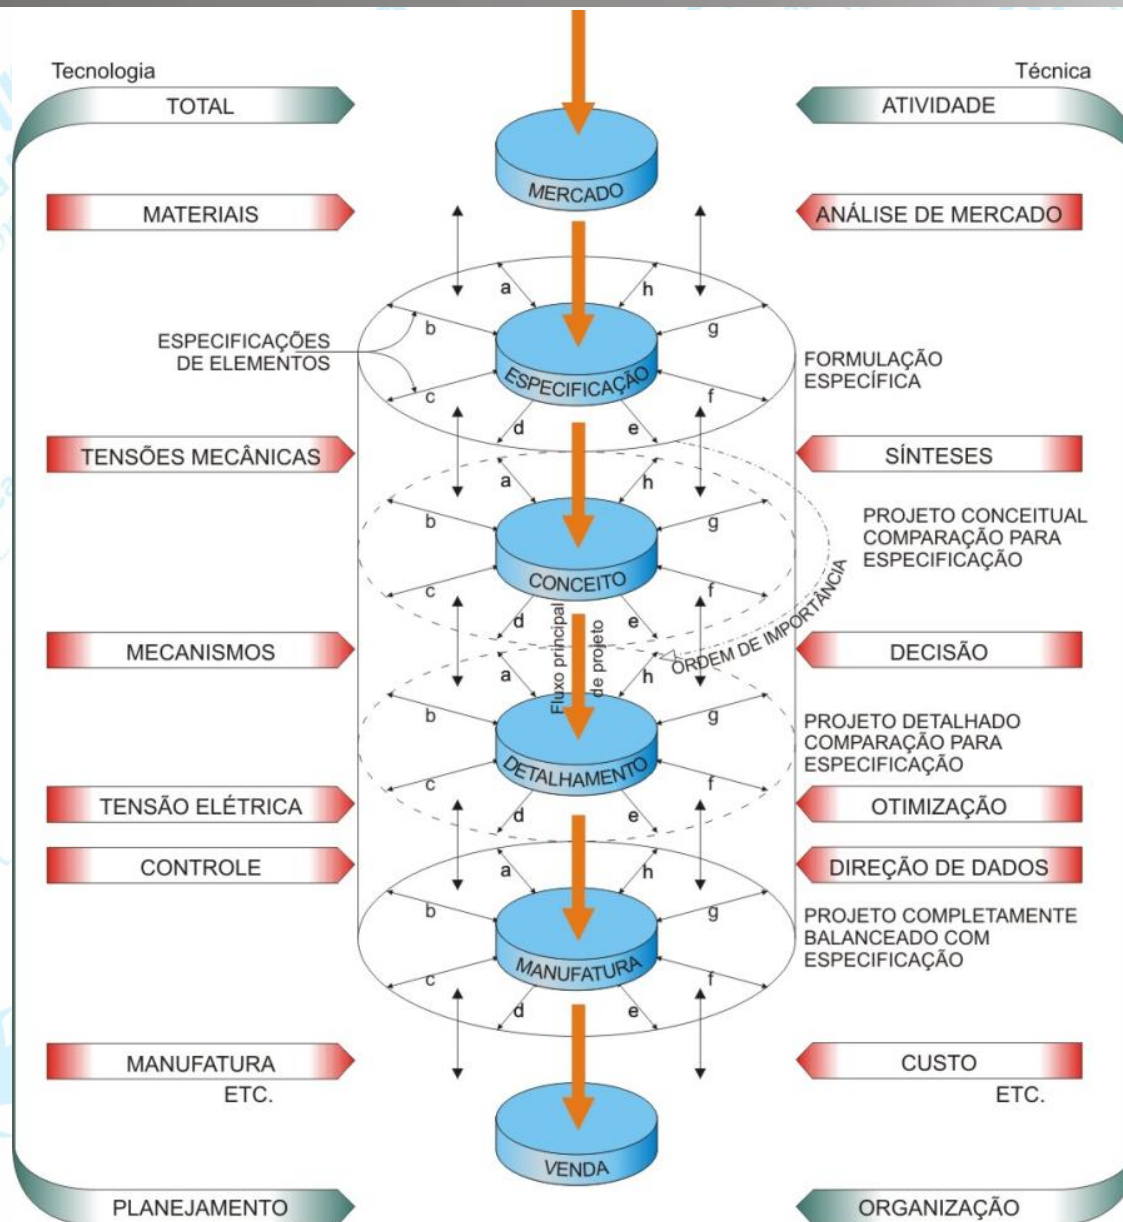 Tecnologia
Técnica
TOTAL
ATIVIDADE
MERCADO
MATERIAIS
ANÁLISE DE MERCADO
a
h
b
g
ESPECIFICAÇÕES
DE ELEMENTOS
FORMULAÇÃO
ESPECÍFICA
ESPECIFICAÇÃO
c
f
d
e
TENSÕES MECÂNICAS
SÍNTESES
a
h
b
g
PROJETO CONCEITUAL
COMPARAÇÃO PARA
ESPECIFICAÇÃO
CONCEITO
c
f
d
e
ORDEM DE IMPORTÂNCIA
Fluxo principal
de projeto
MECANISMOS
DECISÃO
a
h
b
g
PROJETO DETALHADO
COMPARAÇÃO PARA
ESPECIFICAÇÃO
DETALHAMENTO
c
f
d
e
TENSÃO ELÉTRICA
OTIMIZAÇÃO
CONTROLE
DIREÇÃO DE DADOS
a
h
b
g
PROJETO COMPLETAMENTE
BALANCEADO COM
ESPECIFICAÇÃO
MANUFATURA
c
f
d
e
MANUFATURA
CUSTO
ETC.
ETC.
VENDA
PLANEJAMENTO
ORGANIZAÇÃO